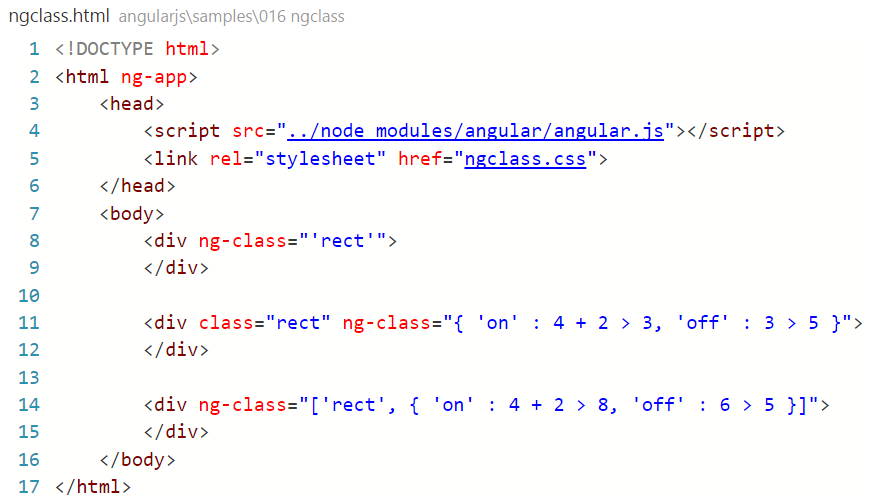 ngclass.html angularjs\samples\016 ngclass
1 <!DOCTYPE html>
2 <html ng-app>
3     <head>
4         <script src="../node_modules/angular/angular.js"></script>
5         <link rel="stylesheet" href="ngclass.css">
6     </head>
7     <body>
8         <div ng-class="'rect'">
9         </div>
10
11         <div class="rect" ng-class="{ 'on' : 4 + 2 > 3, 'off' : 3 > 5 }">
12         </div>
13
14         <div ng-class="['rect', { 'on' : 4 + 2 > 8, 'off' : 6 > 5 }]">
15         </div>
16     </body>
17 </html>